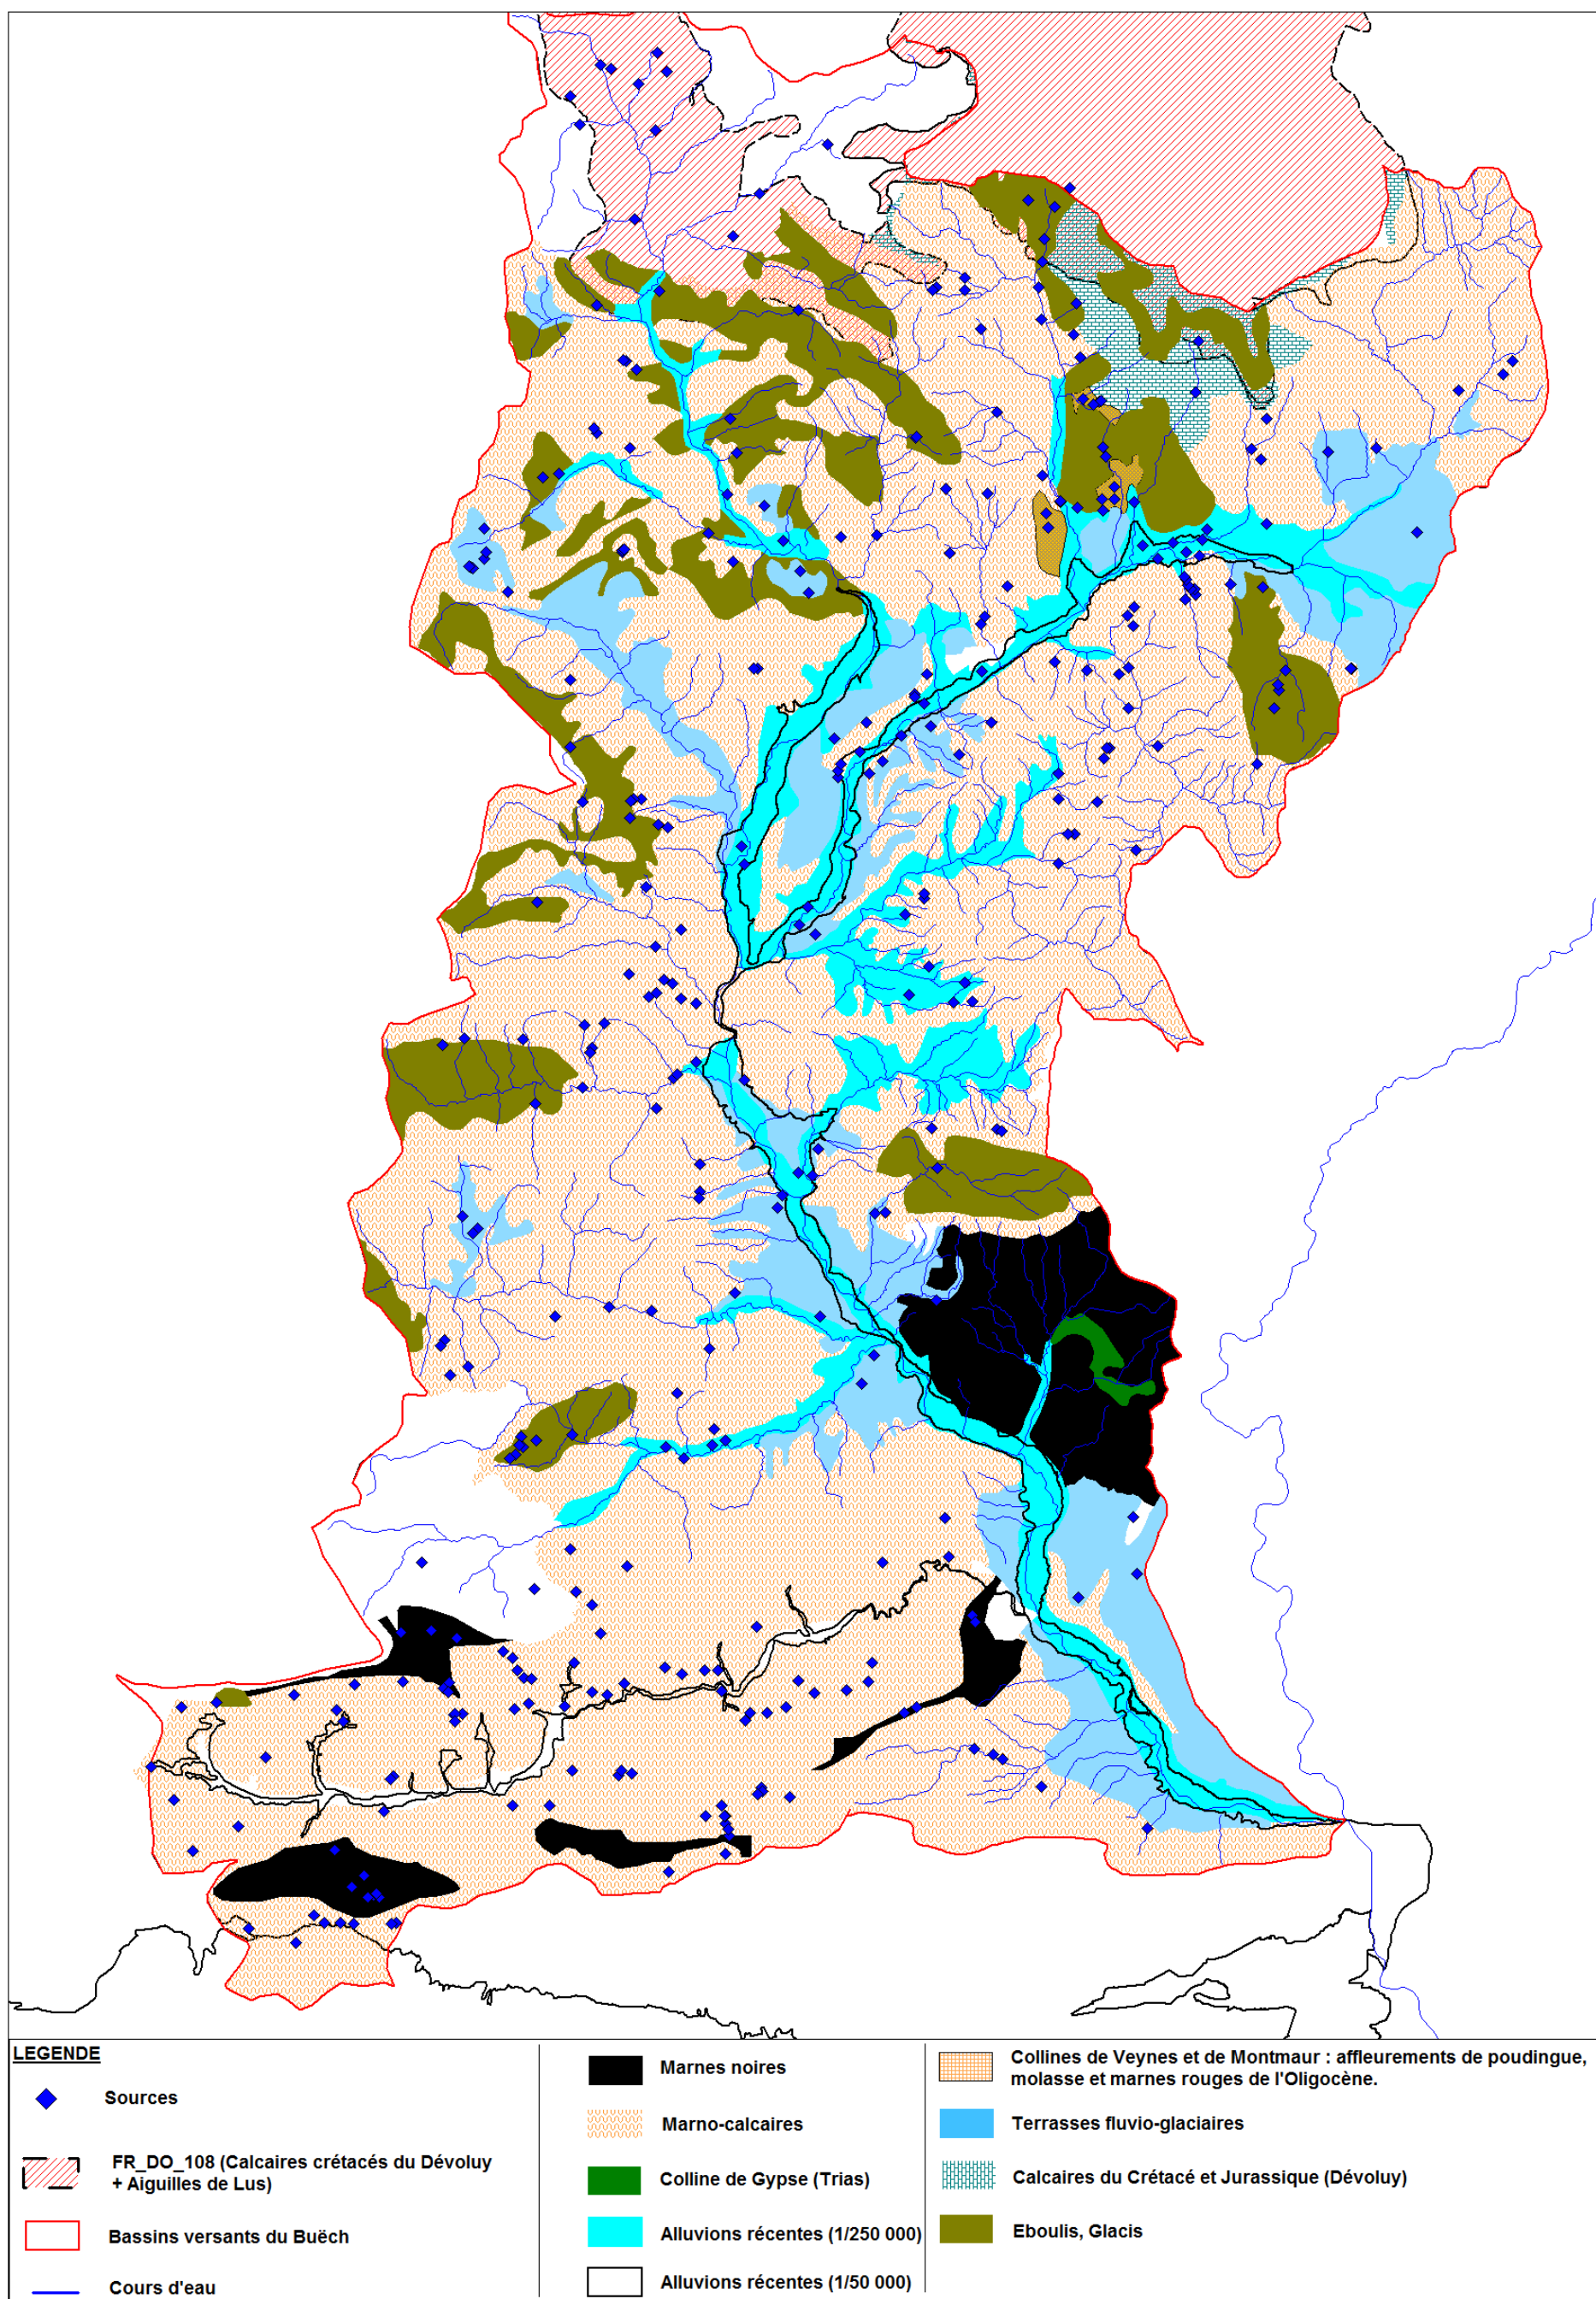 LEGENDE
Sources
FR_DO_108 (Calcaires crétacés du Dévoluy
+ Aiguilles de Lus)
Bassins versants du Buëch
Cours d'eau
Marnes noires
Marno-calcaires
Colline de Gypse (Trias)
Alluvions récentes (1/250 000)
Alluvions récentes (1/50 000)
Collines de Veynes et de Montmaur : affleurements de poudingue,
molasse et marnes rouges de l'Oligocène.
Terrasses fluvio-glaciaires
Calcaires du Crétacé et Jurassique (Dévoluy)
Eboulis, Glacis